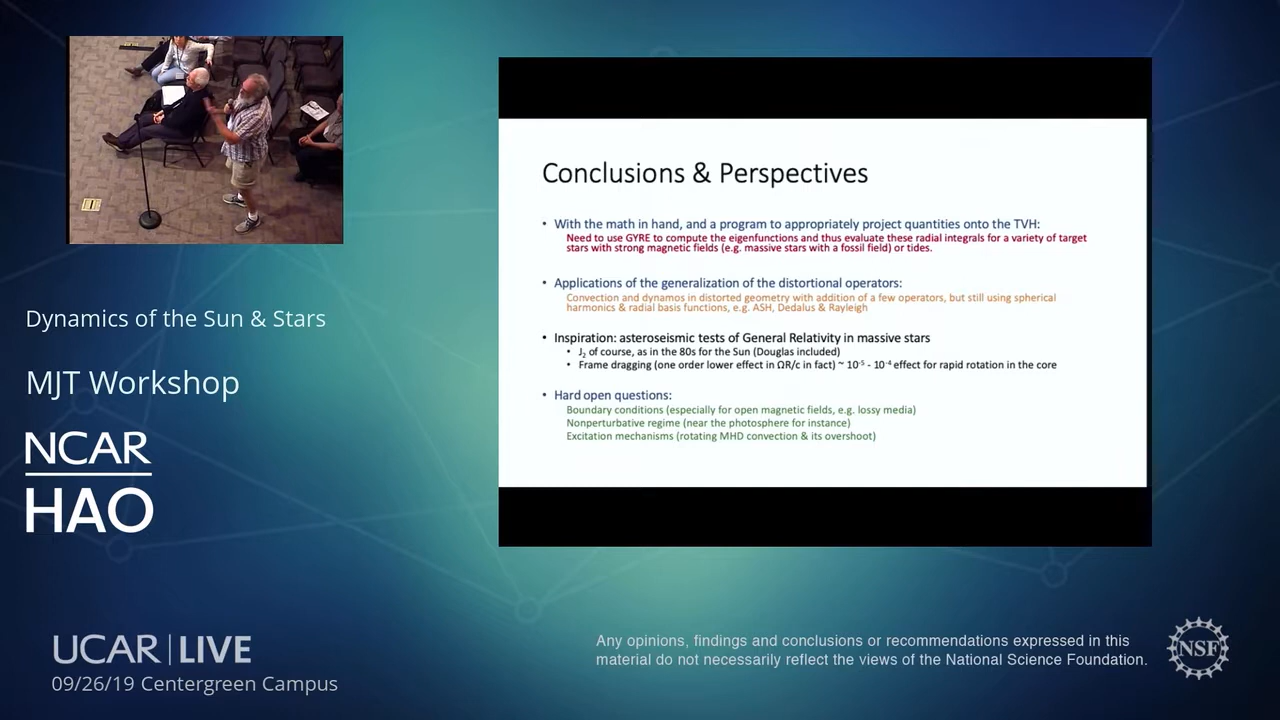 Dynamics of the Sun & Stars
MJT Workshop
NCAR
HAO
UCAR | LIVE
09/26/19 Centergreen Campus
Conclusions & Perspectives
• With the math in hand, and a program to appropriately project quantities onto the TVH:
Need to use GYRE to compute the eigenfunctions and thus evaluate these radial integrals for a variety of target
stars with strong magnetic fields (e.g. massive stars with a fossil field) or tides.
• Applications of the generalization of the distortional operators:
Convection and dynamos in distorted geometry with addition of a few operators, but still using spherical
harmonics & radial basis functions, e.g. ASH, Dedalus & Rayleigh
• Inspiration: asteroseismic tests of General Relativity in massive stars
• J₂ of course, as in the 80s for the Sun (Douglas included)
• Frame dragging (one order lower effect in ΩR/c in fact) ~ 10⁻⁵ - 10⁻⁴ effect for rapid rotation in the core
• Hard open questions:
Boundary conditions (especially for open magnetic fields, e.g. lossy media)
Nonperturbative regime (near the photosphere for instance)
Excitation mechanisms (rotating MHD convection & its overshoot)
Any opinions, findings and conclusions or recommendations expressed in this
material do not necessarily reflect the views of the National Science Foundation.
NSF